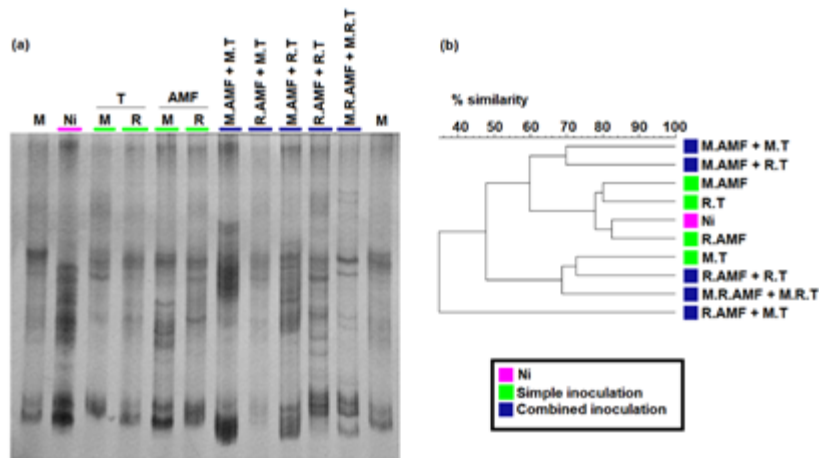 (a)
T
AMF
M
Ni
M
R
M
R
M.AMF + M.T
R.AMF + M.T
M.AMF + R.T
R.AMF + R.T
M.R.AMF + M.R.T
M
(b)
% similarity
40 50 60 70 80 90 100
M.AMF + M.T
M.AMF + R.T
M.AMF
R.T
Ni
R.AMF
M.T
R.AMF + R.T
M.R.AMF + M.R.T
R.AMF + M.T
Ni
Simple inoculation
Combined inoculation